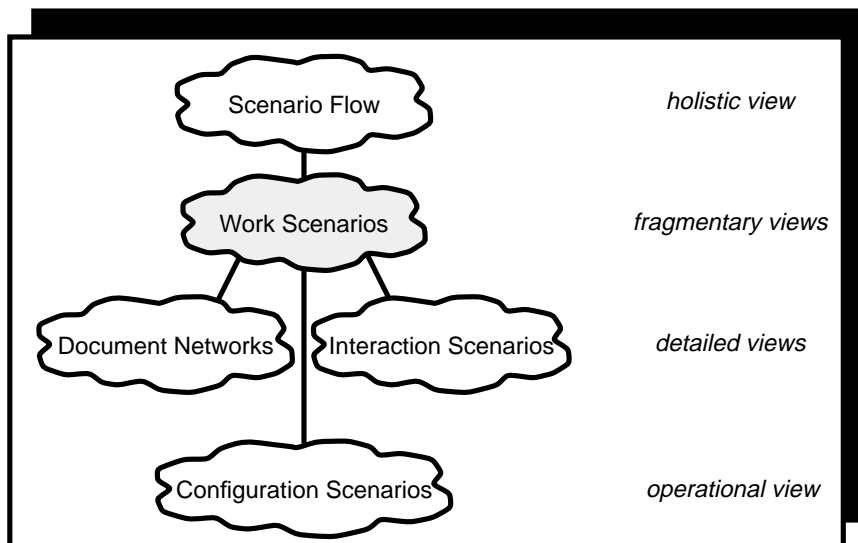 Scenario Flow holistic view
Work Scenarios fragmentary views
Document Networks Interaction Scenarios detailed views
Configuration Scenarios operational view